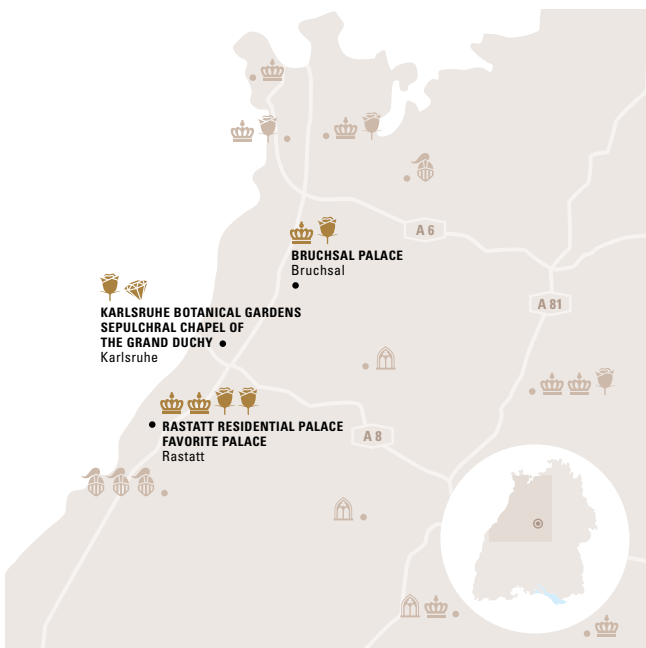 A 6
BRUCHSAL PALACE
Bruchsal
A 81
KARLSRUHE BOTANICAL GARDENS
SEPULCHRAL CHAPEL OF
THE GRAND DUCHY
Karlsruhe
RASTATT RESIDENTIAL PALACE
FAVORITE PALACE
Rastatt
A 8